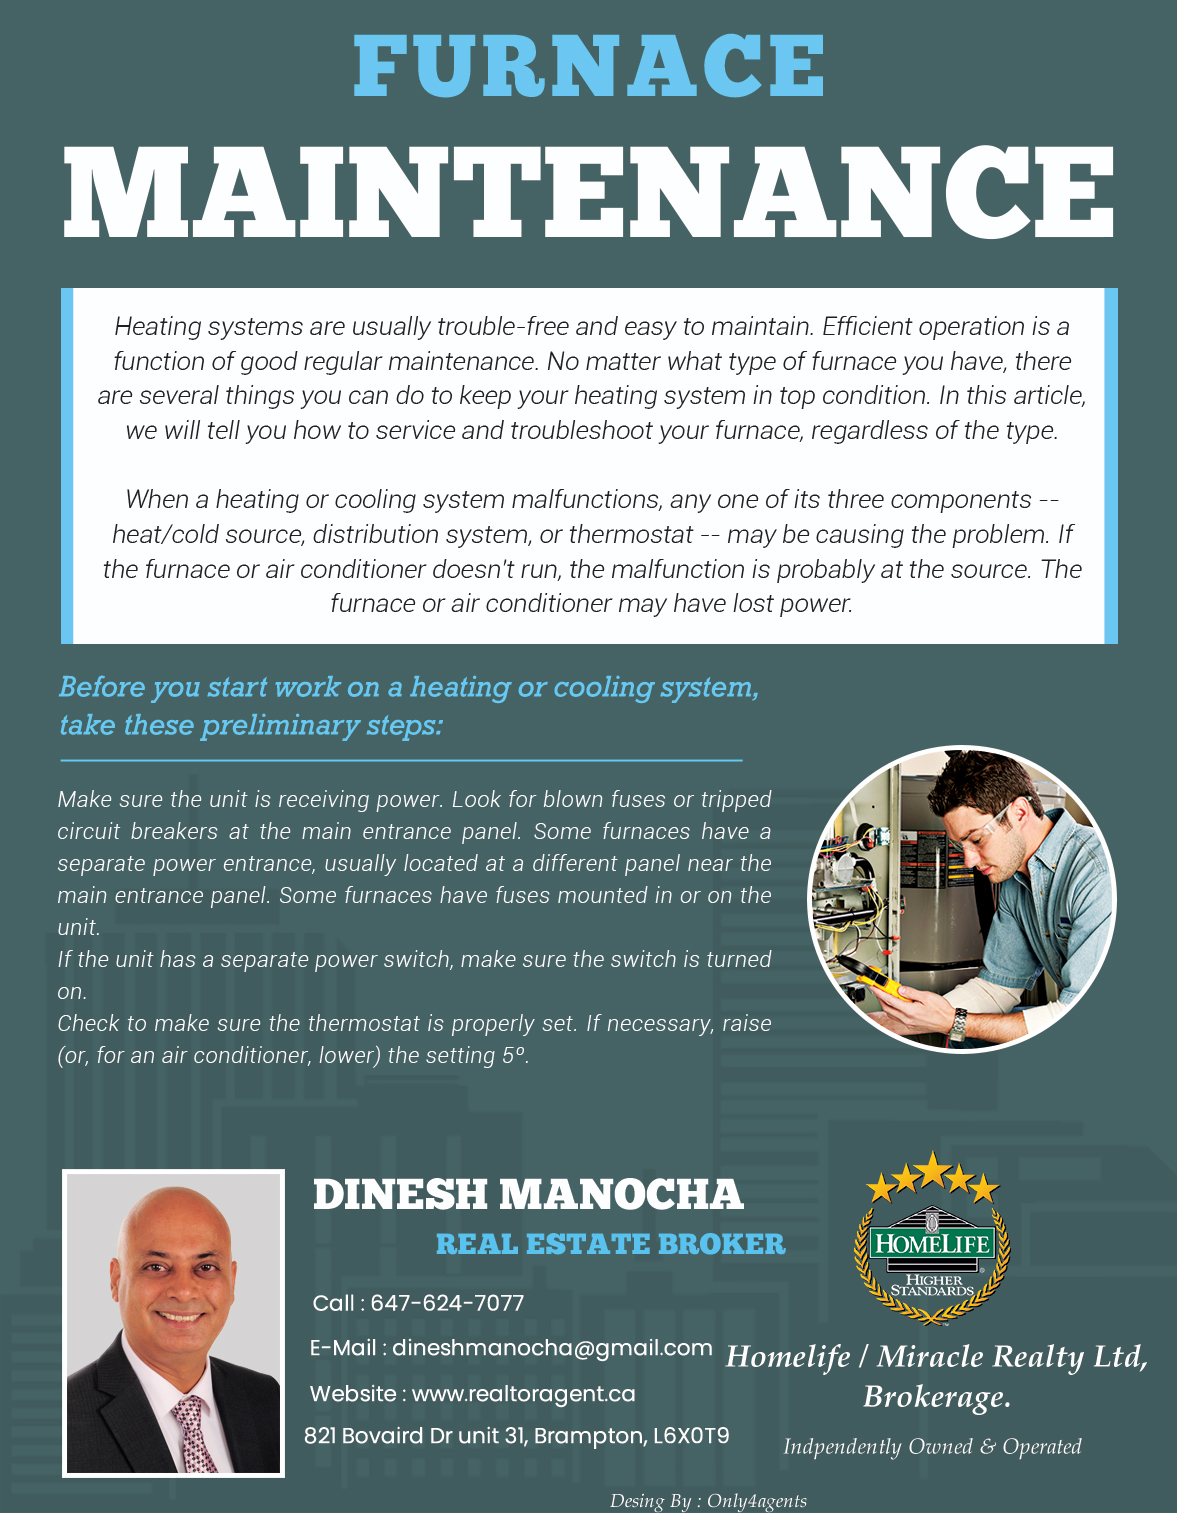 FURNACE
MAINTENANCE
Heating systems are usually trouble-free and easy to maintain. Efficient operation is a
function of good regular maintenance. No matter what type of furnace you have, there
are several things you can do to keep your heating system in top condition. In this article,
we will tell you how to service and troubleshoot your furnace, regardless of the type.
When a heating or cooling system malfunctions, any one of its three components --
heat/cold source, distribution system, or thermostat -- may be causing the problem. If
the furnace or air conditioner doesn't run, the malfunction is probably at the source. The
furnace or air conditioner may have lost power.
Before you start work on a heating or cooling system,
take these preliminary steps:
Make sure the unit is receiving power. Look for blown fuses or tripped
circuit breakers at the main entrance panel. Some furnaces have a
separate power entrance, usually located at a different panel near the
main entrance panel. Some furnaces have fuses mounted in or on the
unit.
If the unit has a separate power switch, make sure the switch is turned
on.
Check to make sure the thermostat is properly set. If necessary, raise
(or, for an air conditioner, lower) the setting 5º.
DINESH MANOCHA
REAL ESTATE BROKER
Call : 647-624-7077
E-Mail : dineshmanocha@gmail.com
Website : www.realtoragent.ca
821 Bovaird Dr unit 31, Brampton, L6X0T9
HOMELIFE
®
HIGHER
STANDARDS
™
Homelife / Miracle Realty Ltd,
Brokerage.
Indpendently Owned & Operated
Desing By : Only4agents